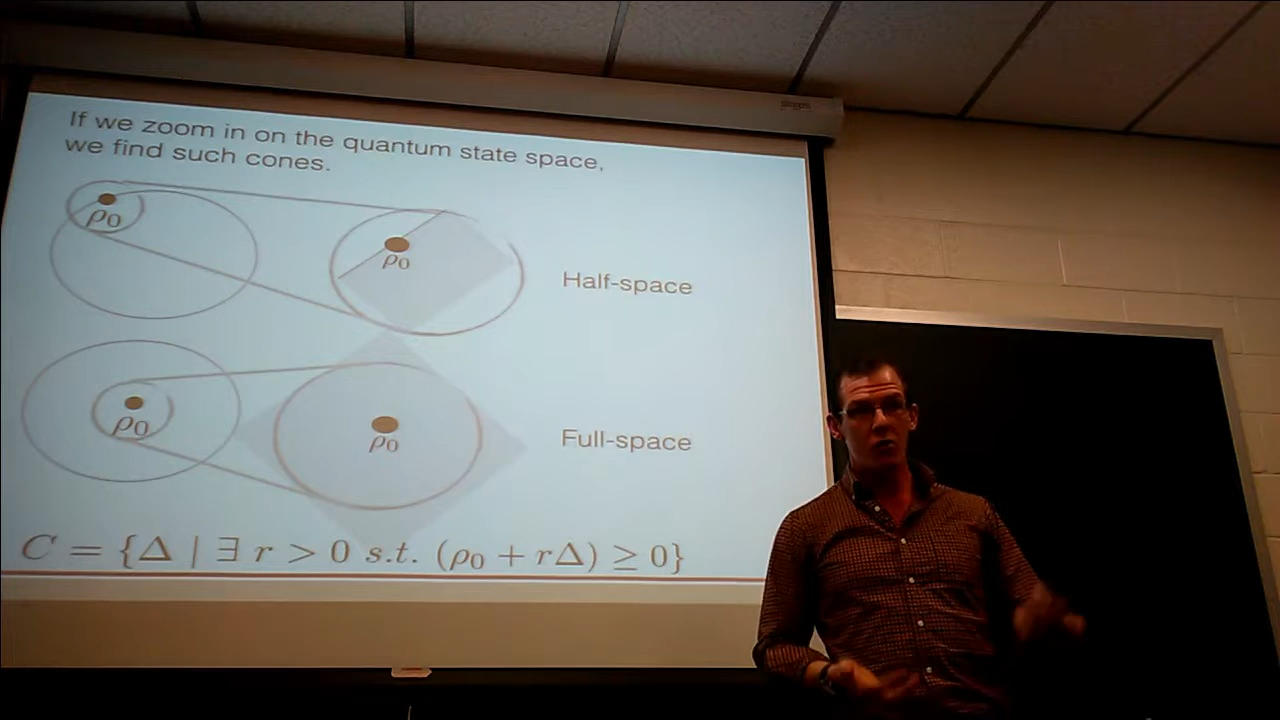 If we zoom in on the quantum state space,
we find such cones.
ρ₀
ρ₀
Half-space
ρ₀
ρ₀
Full-space
C = {Δ | ∃ r > 0 s.t. (ρ₀ + rΔ) ≥ 0}